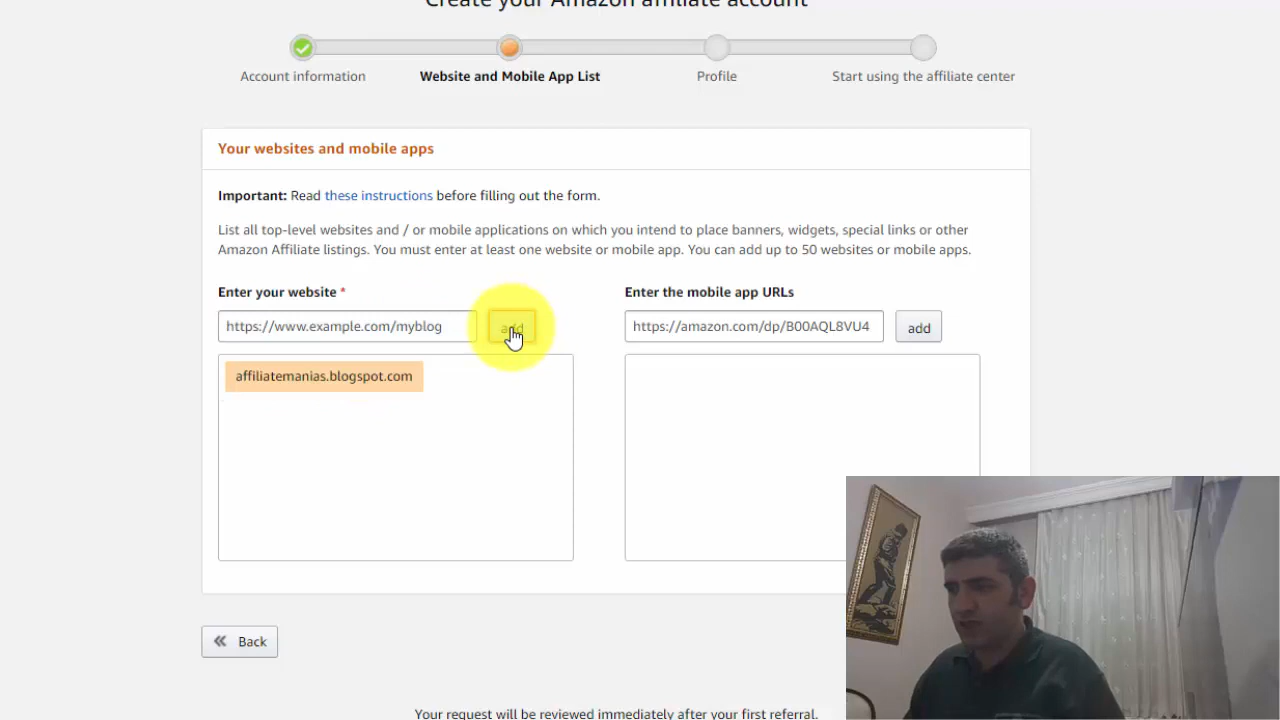 Create your Amazon affiliate account
Account information
Website and Mobile App List
Profile
Start using the affiliate center
Your websites and mobile apps
Important: Read these instructions before filling out the form.
List all top-level websites and / or mobile applications on which you intend to place banners, widgets, special links or other
Amazon Affiliate listings. You must enter at least one website or mobile app. You can add up to 50 websites or mobile apps.
Enter your website *
https://www.example.com/myblog
add
affiliatemanias.blogspot.com
Enter the mobile app URLs
https://amazon.com/dp/B00AQL8VU4
add
Back
Your request will be reviewed immediately after your first referral.